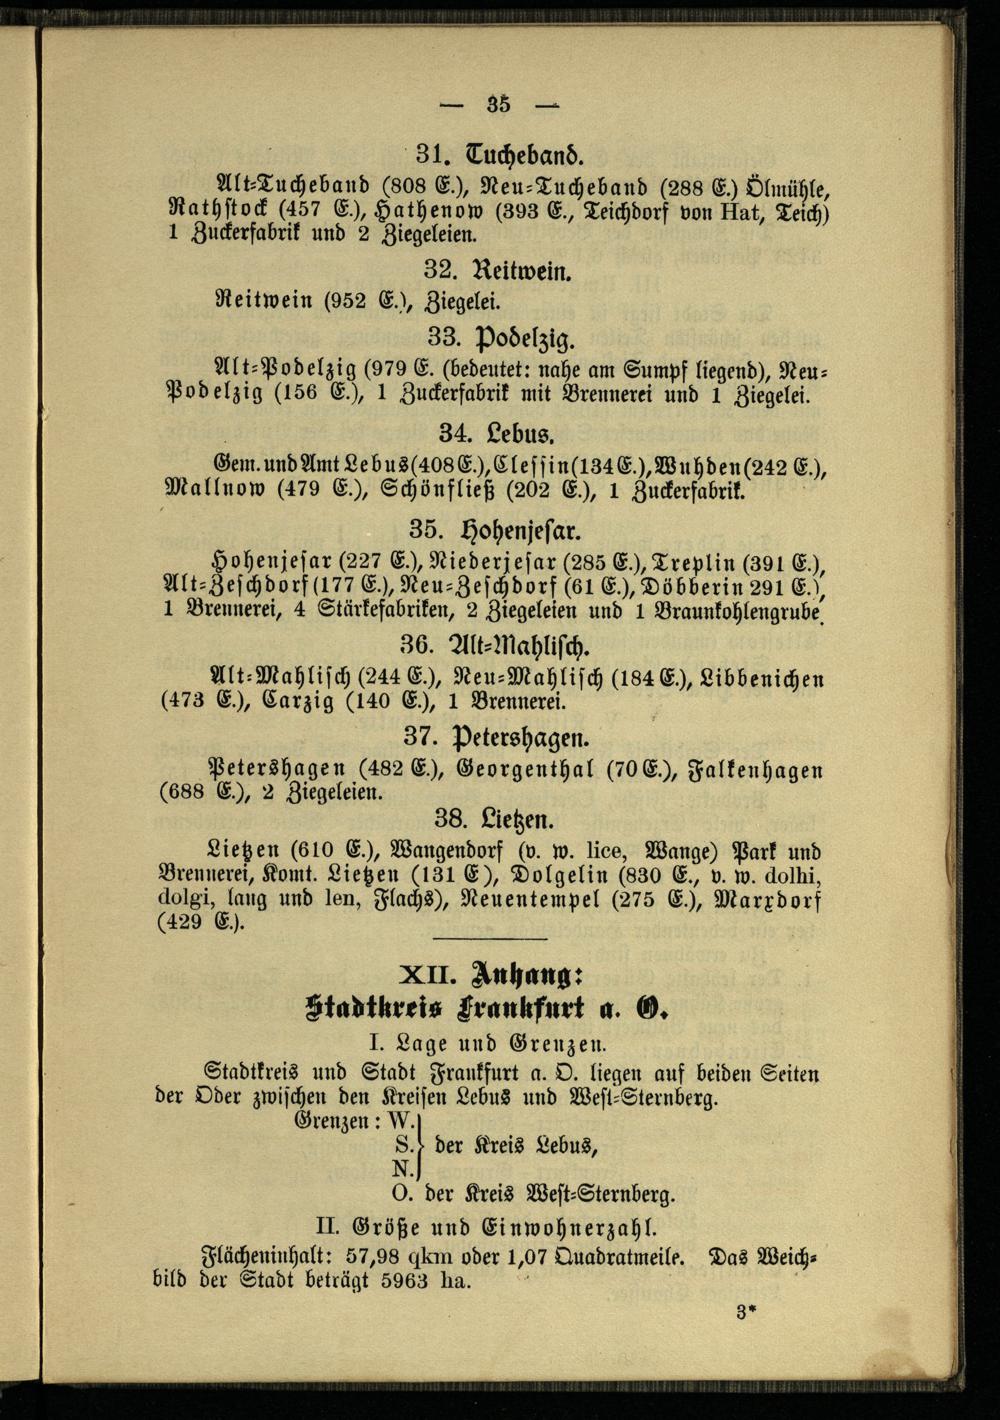 — 35 —
31. Tucheband.
Alt-Tucheband (808 E.), Neu-Tucheband (288 E.) Ölmühle,
Rathstock (457 E.), Hathenow (393 E., Teichdorf von Hat, Teich)
1 Zuckerfabrik und 2 Ziegeleien.
32. Reitwein.
Reitwein (952 E.), Ziegelei.
33. Podelzig.
Alt-Podelzig (979 E. (bedeutet: nahe am Sumpf liegend), Neu-
Podelzig (156 E.), 1 Zuckerfabrik mit Brennerei und 1 Ziegelei.
34. Lebus.
Gem. und Amt Lebus (408 E.), Clessin (134 E.), Wuhden (242 E.),
Mallnow (479 E.), Schönfließ (202 E.), 1 Zuckerfabrik.
35. Hohenjesar.
Hohenjesar (227 E.), Niederjesar (285 E.), Treplin (391 E.),
Alt-Zeschdorf (177 E.), Neu-Zeschdorf (61 E.), Döbberin 291 E.),
1 Brennerei, 4 Stärkefabriken, 2 Ziegeleien und 1 Braunkohlengrube.
36. Alt-Mahlisch.
Alt-Mahlisch (244 E.), Neu-Mahlisch (184 E.), Libbenichen
(473 E.), Carzig (140 E.), 1 Brennerei.
37. Petershagen.
Petershagen (482 E.), Georgenthal (70 E.), Falkenhagen
(688 E.), 2 Ziegeleien.
38. Lietzen.
Lietzen (610 E.), Wangendorf (v. w. lice, Wange) Park und
Brennerei, Komt. Lietzen (131 E), Dolgelin (830 E., v. w. dolhi,
dolgi, lang und len, Flachs), Neuentempel (275 E.), Marxdorf
(429 E.).
XII. Anhang:
Stadtkreis Frankfurt a. O.
I. Lage und Grenzen.
Stadtkreis und Stadt Frankfurt a. O. liegen auf beiden Seiten
der Oder zwischen den Kreisen Lebus und West-Sternberg.
Grenzen: W.
S. } der Kreis Lebus,
N.
O. der Kreis West-Sternberg.
II. Größe und Einwohnerzahl.
Flächeninhalt: 57,98 qkm oder 1,07 Quadratmeile. Das Weich-
bild der Stadt beträgt 5963 ha.
3*